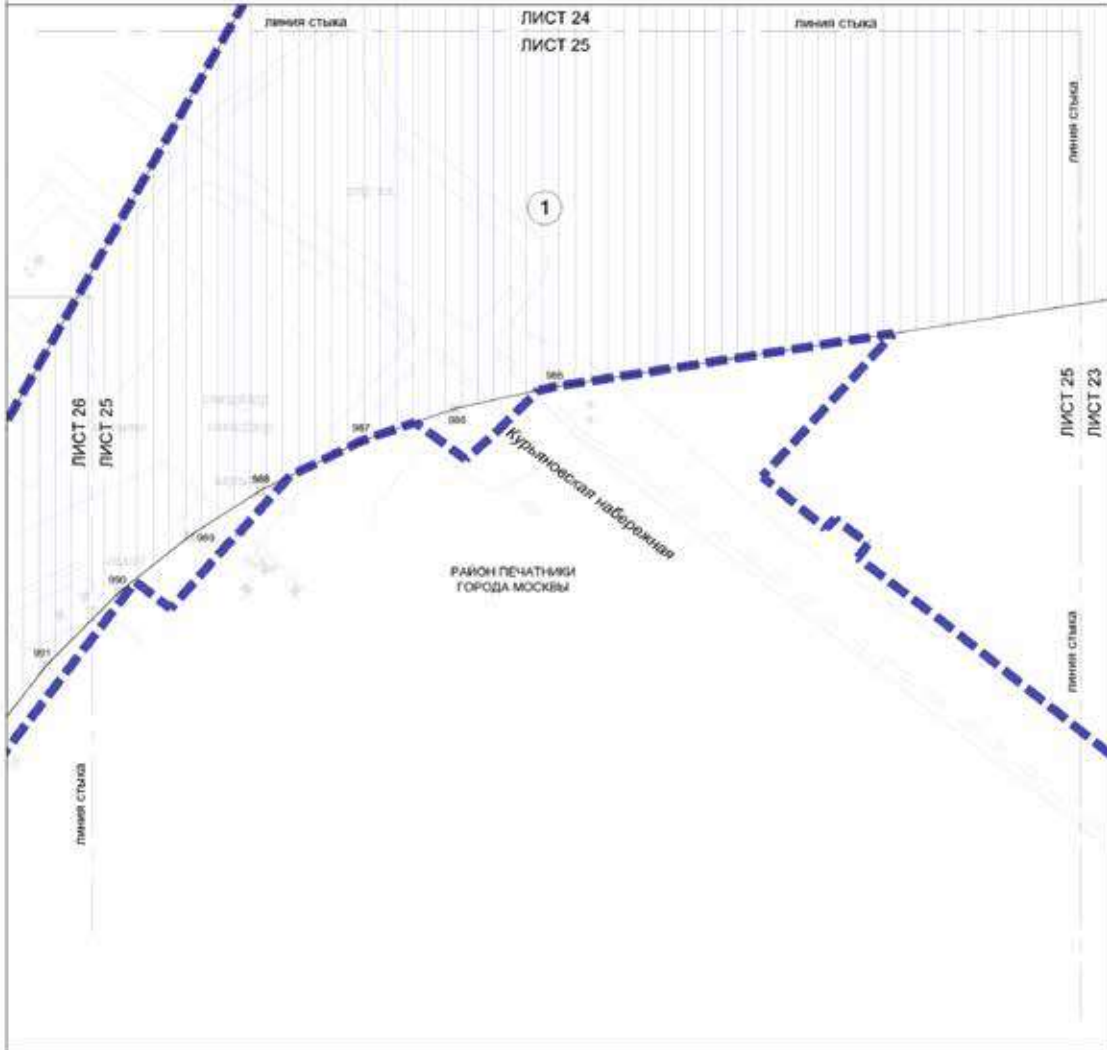 линия стыка
ЛИСТ 24
линия стыка
ЛИСТ 25
линия стыка
1
ЛИСТ 26
ЛИСТ 25
ЛИСТ 25
ЛИСТ 23
985
986
987
988
989
990
991
Курьяновская набережная
РАЙОН ПЕЧАТНИКИ
ГОРОДА МОСКВЫ
линия стыка
линия стыка